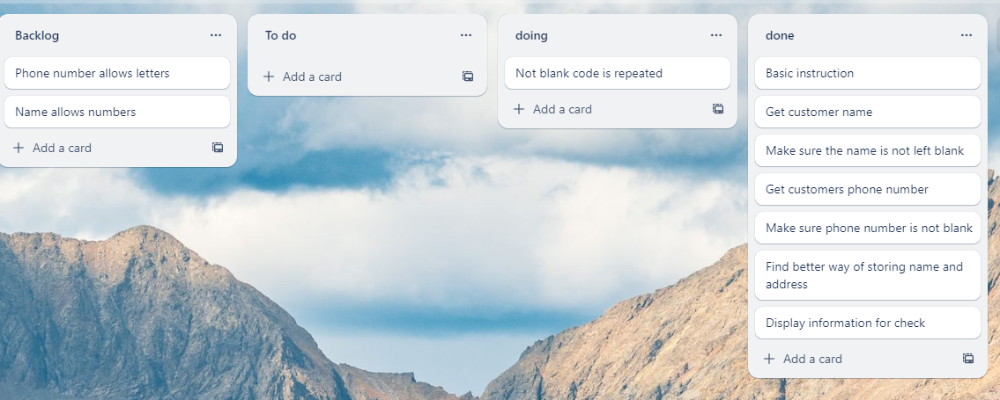 Backlog
Phone number allows letters
Name allows numbers
Add a card
To do
Add a card
doing
Not blank code is repeated
Add a card
done
Basic instruction
Get customer name
Make sure the name is not left blank
Get customers phone number
Make sure phone number is not blank
Find better way of storing name and
address
Display information for check
Add a card